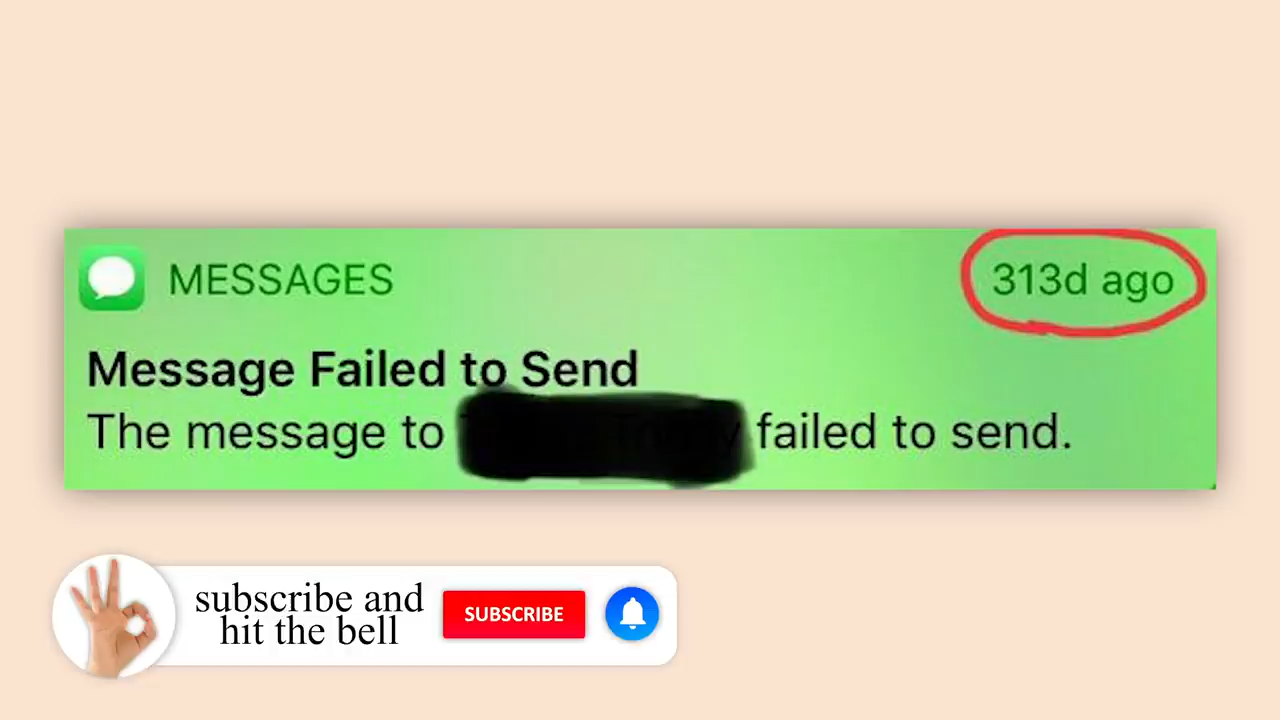 MESSAGES
313d ago
Message Failed to Send
The message to failed to send.
subscribe and
hit the bell
SUBSCRIBE